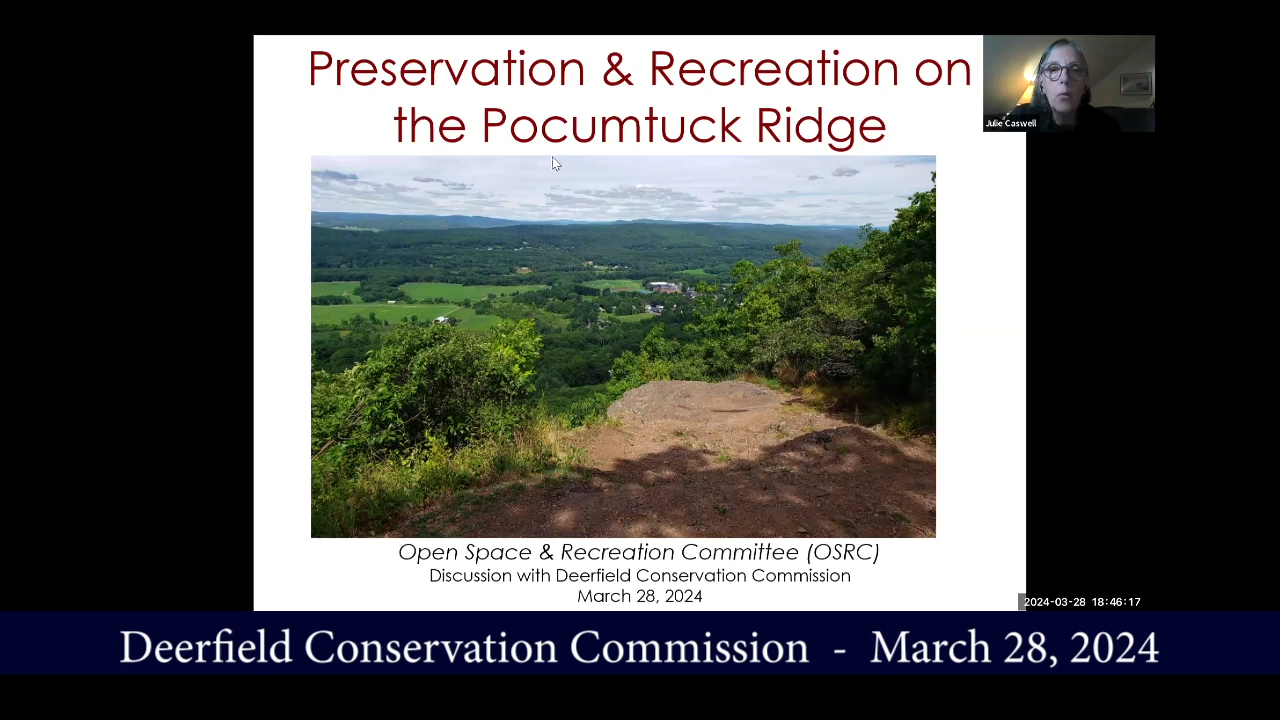 Preservation & Recreation on
the Pocumtuck Ridge
Julie Caswell
Open Space & Recreation Committee (OSRC)
Discussion with Deerfield Conservation Commission
March 28, 2024
2024-03-28 18:46:17
Deerfield Conservation Commission - March 28, 2024